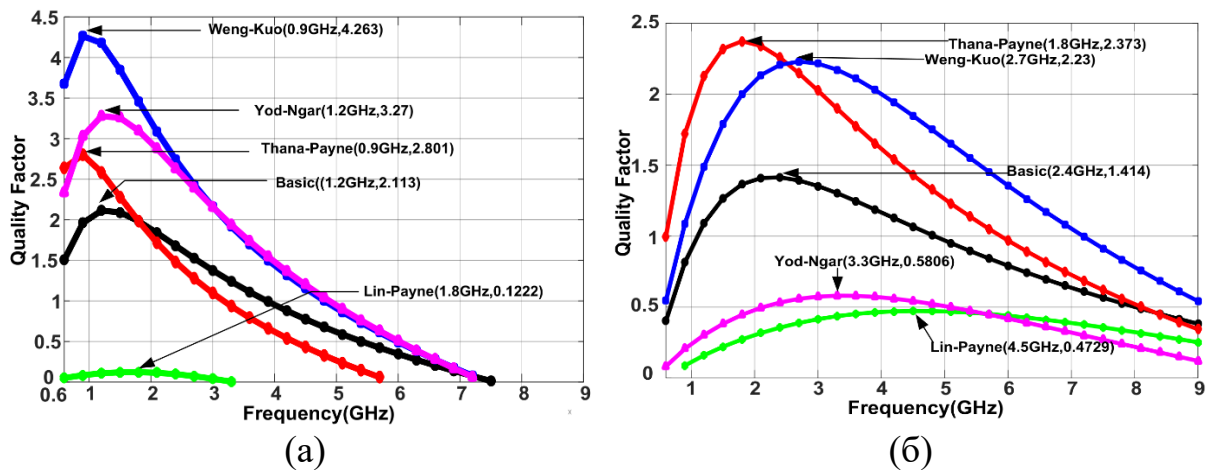 4.5
4
3.5
3
2.5
2
1.5
1
0.5
0
Quality Factor
Weng-Kuo(0.9GHz,4.263)
Yod-Ngar(1.2GHz,3.27)
Thana-Payne(0.9GHz,2.801)
Basic((1.2GHz,2.113)
Lin-Payne(1.8GHz,0.1222)
0.6 1 2 3 4 5 6 7 8 9
Frequency(GHz)
x
(а)
2.5
2
1.5
1
0.5
0
Quality Factor
Thana-Payne(1.8GHz,2.373)
Weng-Kuo(2.7GHz,2.23)
Basic(2.4GHz,1.414)
Yod-Ngar(3.3GHz,0.5806)
Lin-Payne(4.5GHz,0.4729)
1 2 3 4 5 6 7 8 9
Frequency(GHz)
(б)